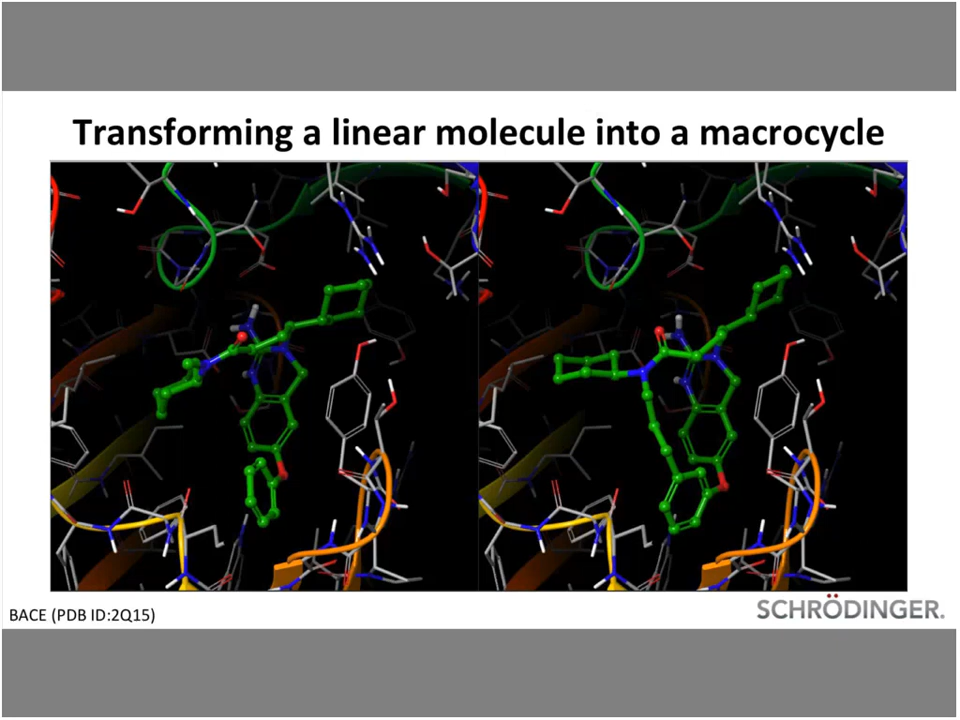 Transforming a linear molecule into a macrocycle
BACE (PDB ID:2Q15)
SCHRÖDINGER.